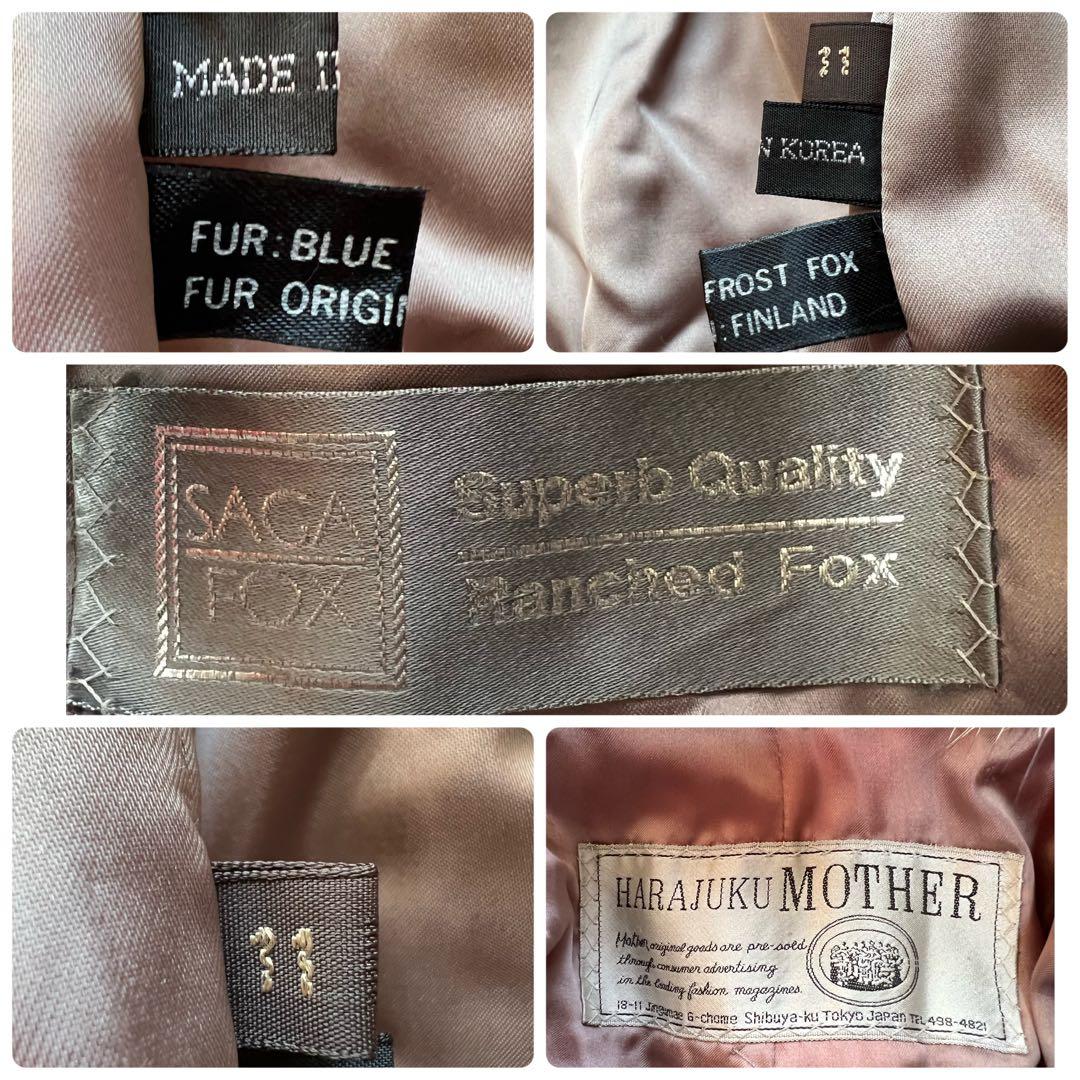 MADE I
FUR: BLUE
FUR ORIGI
11
N KOREA
FROST FOX
: FINLAND
SAGA
FOX
Superb Quality
Ranched Fox
11
HARAJUKU MOTHER
Mother original goods are pre-sold
through consumer advertising
in the leading fashion magazines.
18-11 Jingumae 6-chome Shibuya-ku Tokyo Japan TEL 498-4821